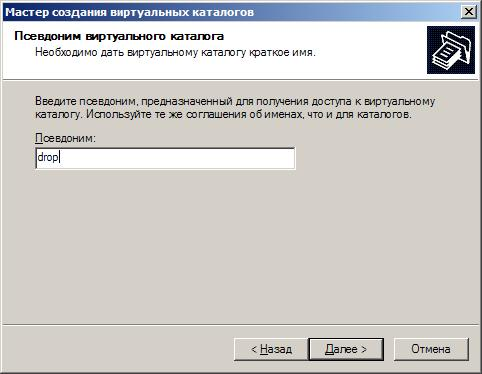 Мастер создания виртуальных каталогов
Псевдоним виртуального каталога
Необходимо дать виртуальному каталогу краткое имя.
Введите псевдоним, предназначенный для получения доступа к виртуальному
каталогу. Используйте те же соглашения об именах, что и для каталогов.
Псевдоним:
drop
< Назад Далее > Отмена